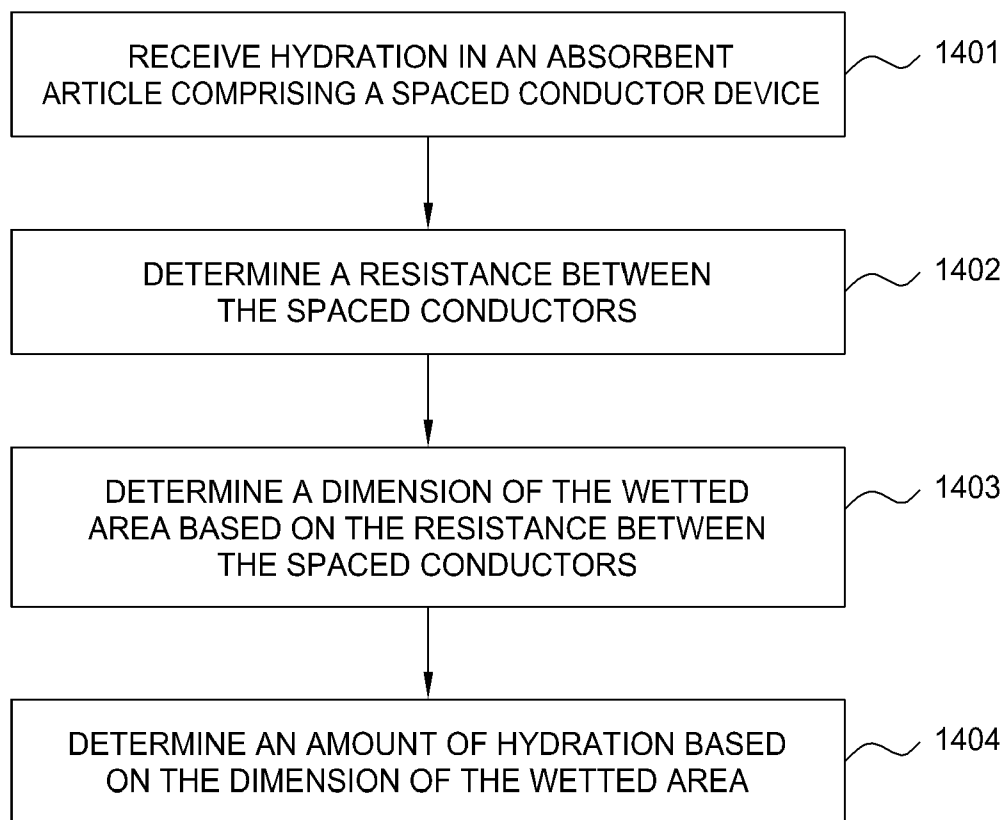 RECEIVE HYDRATION IN AN ABSORBENT
ARTICLE COMPRISING A SPACED CONDUCTOR DEVICE
1401
DETERMINE A RESISTANCE BETWEEN
THE SPACED CONDUCTORS
1402
DETERMINE A DIMENSION OF THE WETTED
AREA BASED ON THE RESISTANCE BETWEEN
THE SPACED CONDUCTORS
1403
DETERMINE AN AMOUNT OF HYDRATION BASED
ON THE DIMENSION OF THE WETTED AREA
1404